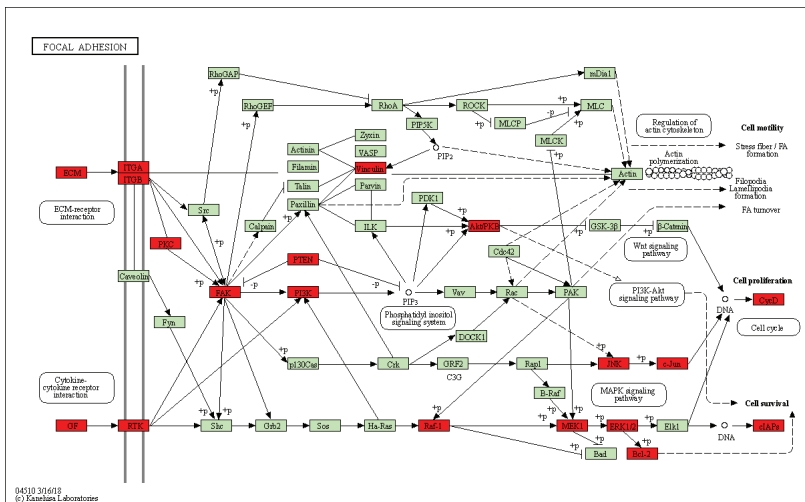 FOCAL ADHESION
RhoGAP
mDia1
+p
RhoGEF
RhoA
ROCK
+p
MLC
+p
-p
MLCP
+p
PIP5K
MLCK
Regulation of
actin cytoskeleton
Cell motility
Stress fiber / FA
formation
Zyxin
Actinin
VASP
PIP2
+p
Filamin
Vinculin
Actin
polymerization
Actin
ECM
ITGA
ITGB
Talin
Parvin
Filopodia
Lamellipodia
formation
FA turnover
ECM-receptor
interaction
Src
+p
Paxillin
+p
Calpain
ILK
PDK1
+p
+p
+p
Akt/PKB
GSK-3β
+p
β-Catenin
PKC
+p
PTEN
Cdc42
Wnt signaling
pathway
Caveolin
-p
-p
FAK
PI3K
PIP3
Vav
Rac
PAK
PI3K-Akt
signaling pathway
Cell proliferation
DNA
CycD
Fyn
Phosphatidyl inositol
signaling system
DOCK1
Cell cycle
+p
p130Cas
Crk
GRF2
C3G
Rap1
JNK
+p
c-Jun
Cytokine-
cytokine receptor
interaction
B-Raf
MAPK signaling
pathway
Cell survival
GF
RTK
+p
Shc
Grb2
Sos
Ha-Ras
+p
Raf-1
+p
+p
MEK1
+p
ERK1/2
+p
Elk1
DNA
cIAPs
Bad
+p
Bcl-2
04510 3/16/18
(c) Kanehisa Laboratories